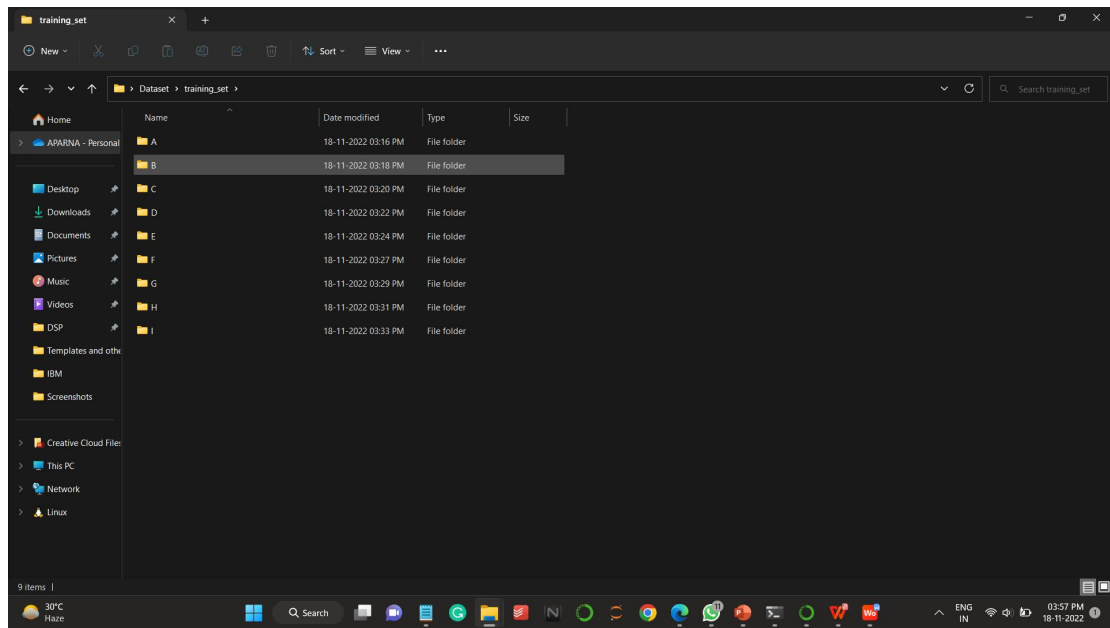 training_set
New
Sort
View
Dataset > training_set >
Search training_set
Name Date modified Type Size
Home
APARNA - Personal
Desktop
Downloads
Documents
Pictures
Music
Videos
DSP
Templates and othe
IBM
Screenshots
Creative Cloud Files
This PC
Network
Linux
A 18-11-2022 03:16 PM File folder
B 18-11-2022 03:18 PM File folder
C 18-11-2022 03:20 PM File folder
D 18-11-2022 03:22 PM File folder
E 18-11-2022 03:24 PM File folder
F 18-11-2022 03:27 PM File folder
G 18-11-2022 03:29 PM File folder
H 18-11-2022 03:31 PM File folder
I 18-11-2022 03:33 PM File folder
9 items
30°C
Haze
Search
11
ENG
IN
03:57 PM
18-11-2022
1